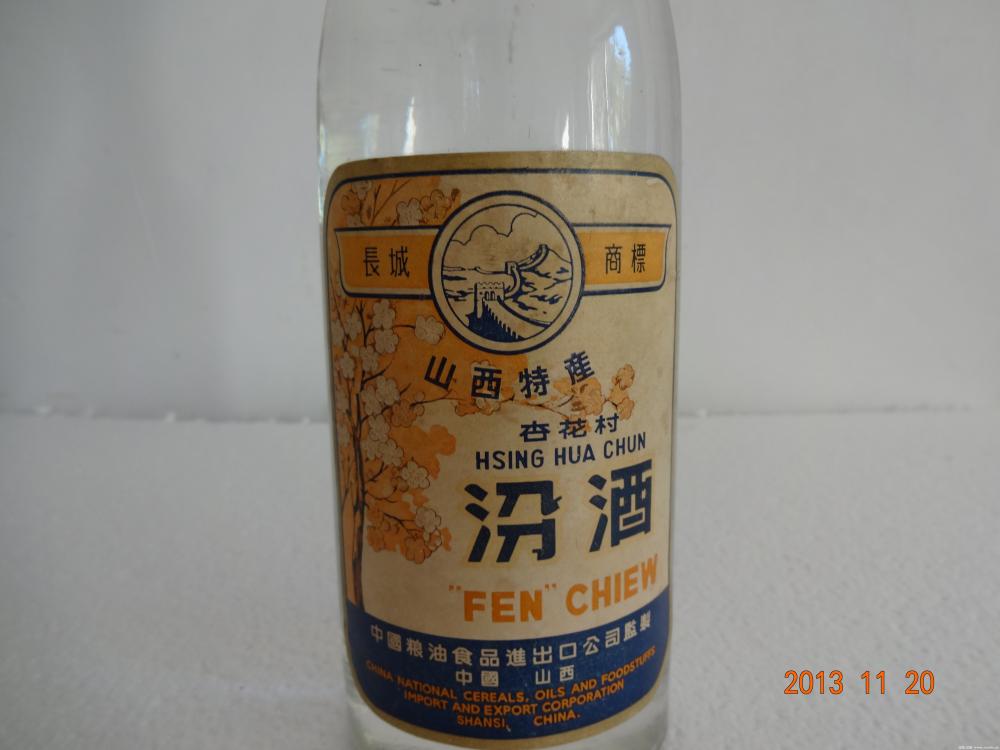 長城 商標
山西特産
杏花村
HSING HUA CHUN
汾酒
"FEN" CHIEW
中國粮油食品進出口公司監製
中國 山西
CHINA NATIONAL CEREALS, OILS AND FOODSTUFFS
IMPORT AND EXPORT CORPORATION
SHANSI, CHINA.
2013 11 20